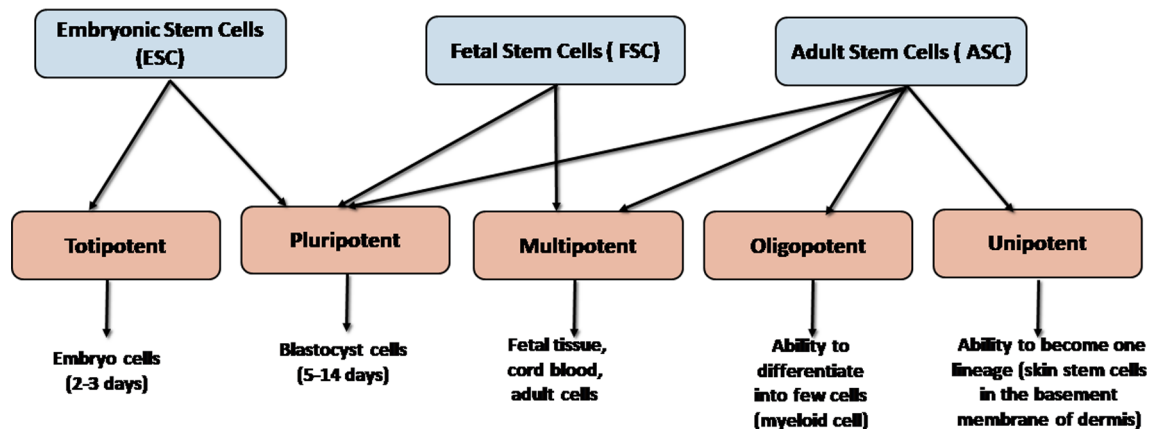 Embryonic Stem Cells
(ESC)
Fetal Stem Cells ( FSC)
Adult Stem Cells ( ASC)
Totipotent
Pluripotent
Multipotent
Oligopotent
Unipotent
Embryo cells
(2-3 days)
Blastocyst cells
(5-14 days)
Fetal tissue,
cord blood,
adult cells
Ability to
differentiate
into few cells
(myeloid cell)
Ability to become one
lineage (skin stem cells
in the basement
membrane of dermis)